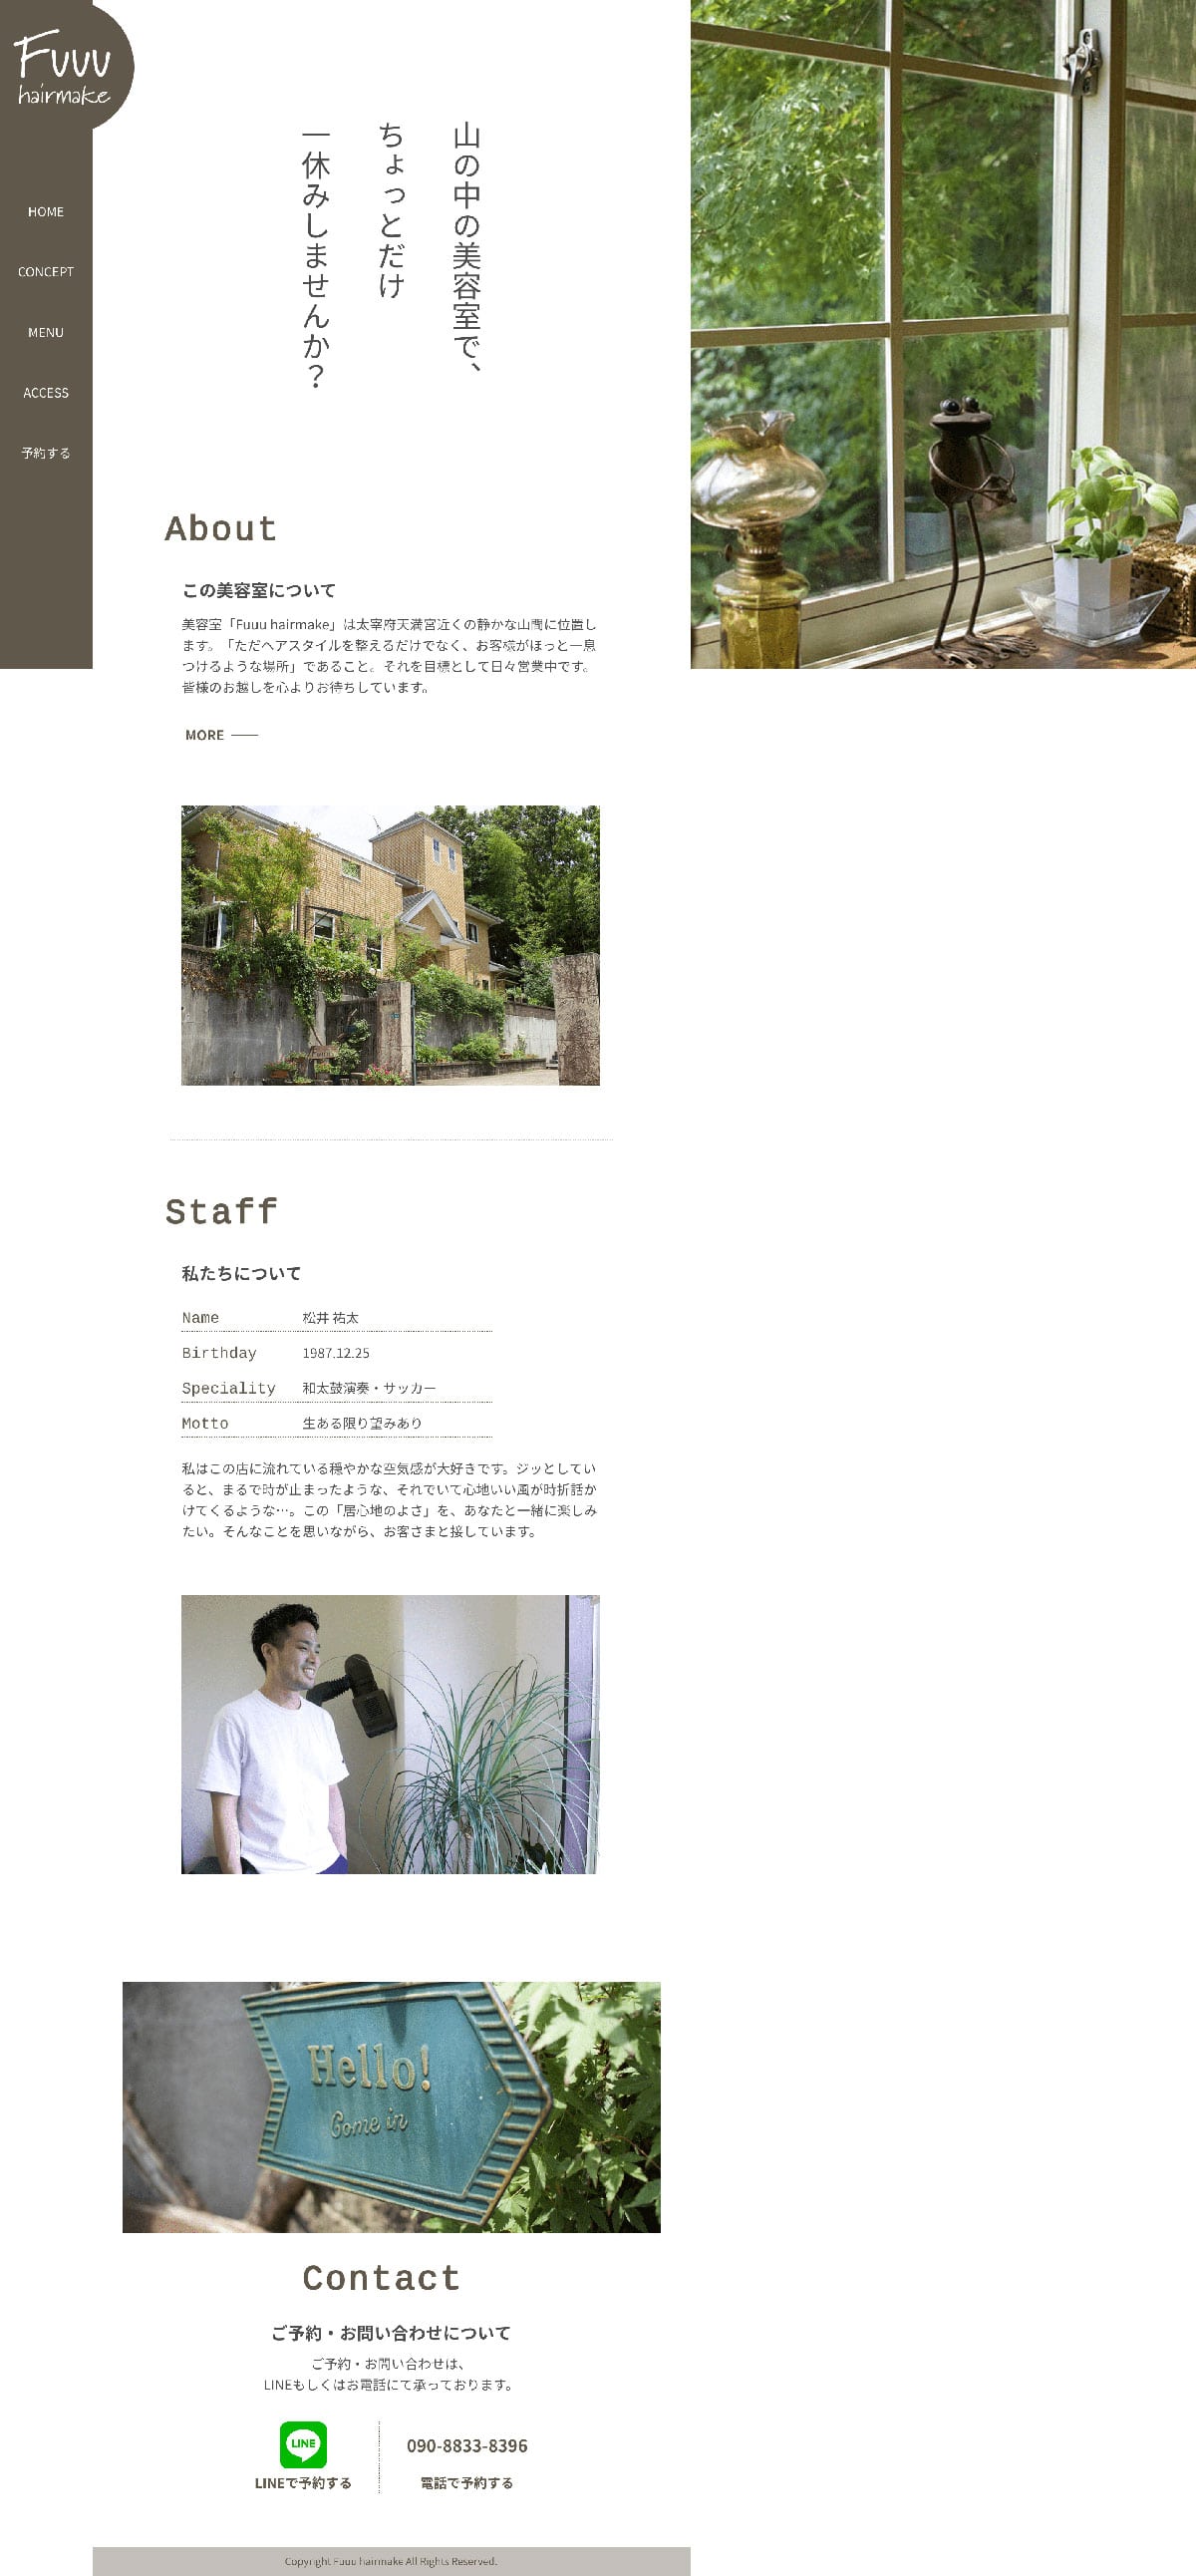 Fuuu
hairmake
HOME
CONCEPT
MENU
ACCESS
予約する
山の中の美容室で、
ちょっとだけ
一休みしませんか？
About
この美容室について
美容室「Fuuu hairmake」は太宰府天満宮近くの静かな山間に位置し
ます。「ただヘアスタイルを整えるだけでなく、お客様がほっと一息
つけるような場所」であること。それを目標として日々営業中です。
皆様のお越しを心よりお待ちしています。
MORE
Staff
私たちについて
Name 松井 祐太
Birthday 1987.12.25
Speciality 和太鼓演奏・サッカー
Motto 生ある限り望みあり
私はこの店に流れている穏やかな空気感が大好きです。ジッとしてい
ると、まるで時が止まったような、それでいて心地いい風が時折話か
けてくるような…。この「居心地のよさ」を、あなたと一緒に楽しみ
たい。そんなことを思いながら、お客さまと接しています。
Hello!
Come in
Contact
ご予約・お問い合わせについて
ご予約・お問い合わせは、
LINEもしくはお電話にて承っております。
LINE
LINEで予約する
090-8833-8396
電話で予約する
Copyright Fuuu hairmake All Rights Reserved.